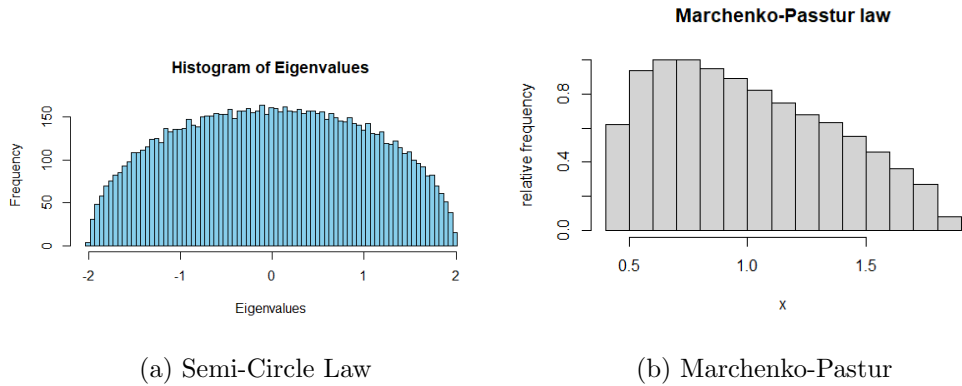 Histogram of Eigenvalues
Frequency
0
50
100
150
-2
-1
0
1
2
Eigenvalues
(a) Semi-Circle Law
Marchenko-Passtur law
relative frequency
0.0
0.4
0.8
0.5
1.0
1.5
x
(b) Marchenko-Pastur